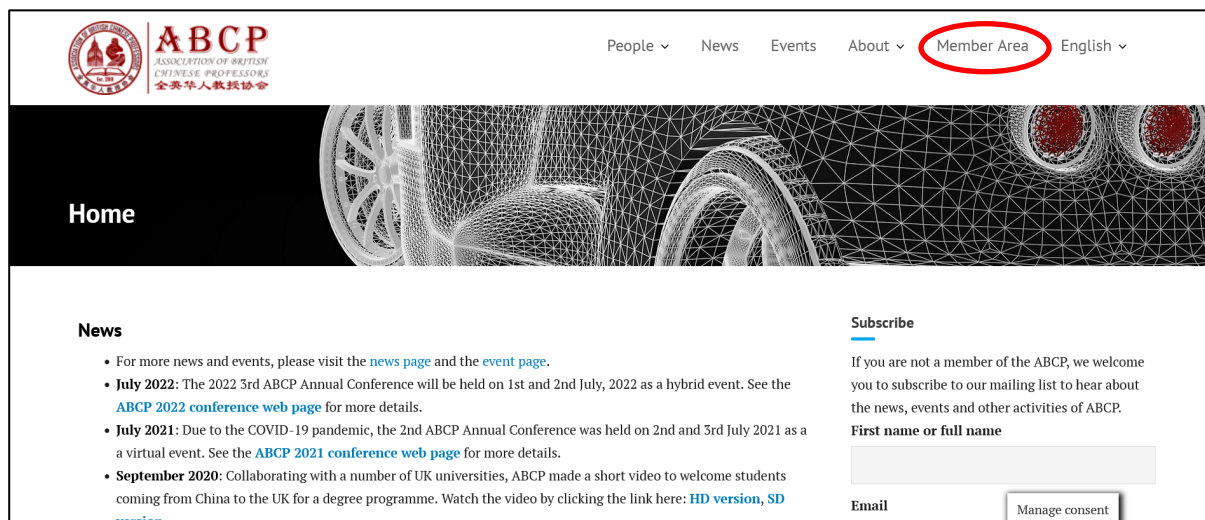 ABCP
ASSOCIATION OF BRITISH
CHINESE PROFESSORS
全英华人教授协会
People News Events About Member Area English
Home
News
• For more news and events, please visit the news page and the event page.
• July 2022: The 2022 3rd ABCP Annual Conference will be held on 1st and 2nd July, 2022 as a hybrid event. See the
ABCP 2022 conference web page for more details.
• July 2021: Due to the COVID-19 pandemic, the 2nd ABCP Annual Conference was held on 2nd and 3rd July 2021 as a
a virtual event. See the ABCP 2021 conference web page for more details.
• September 2020: Collaborating with a number of UK universities, ABCP made a short video to welcome students
coming from China to the UK for a degree programme. Watch the video by clicking the link here: HD version, SD
Subscribe
If you are not a member of the ABCP, we welcome
you to subscribe to our mailing list to hear about
the news, events and other activities of ABCP.
First name or full name
Email
Manage consent